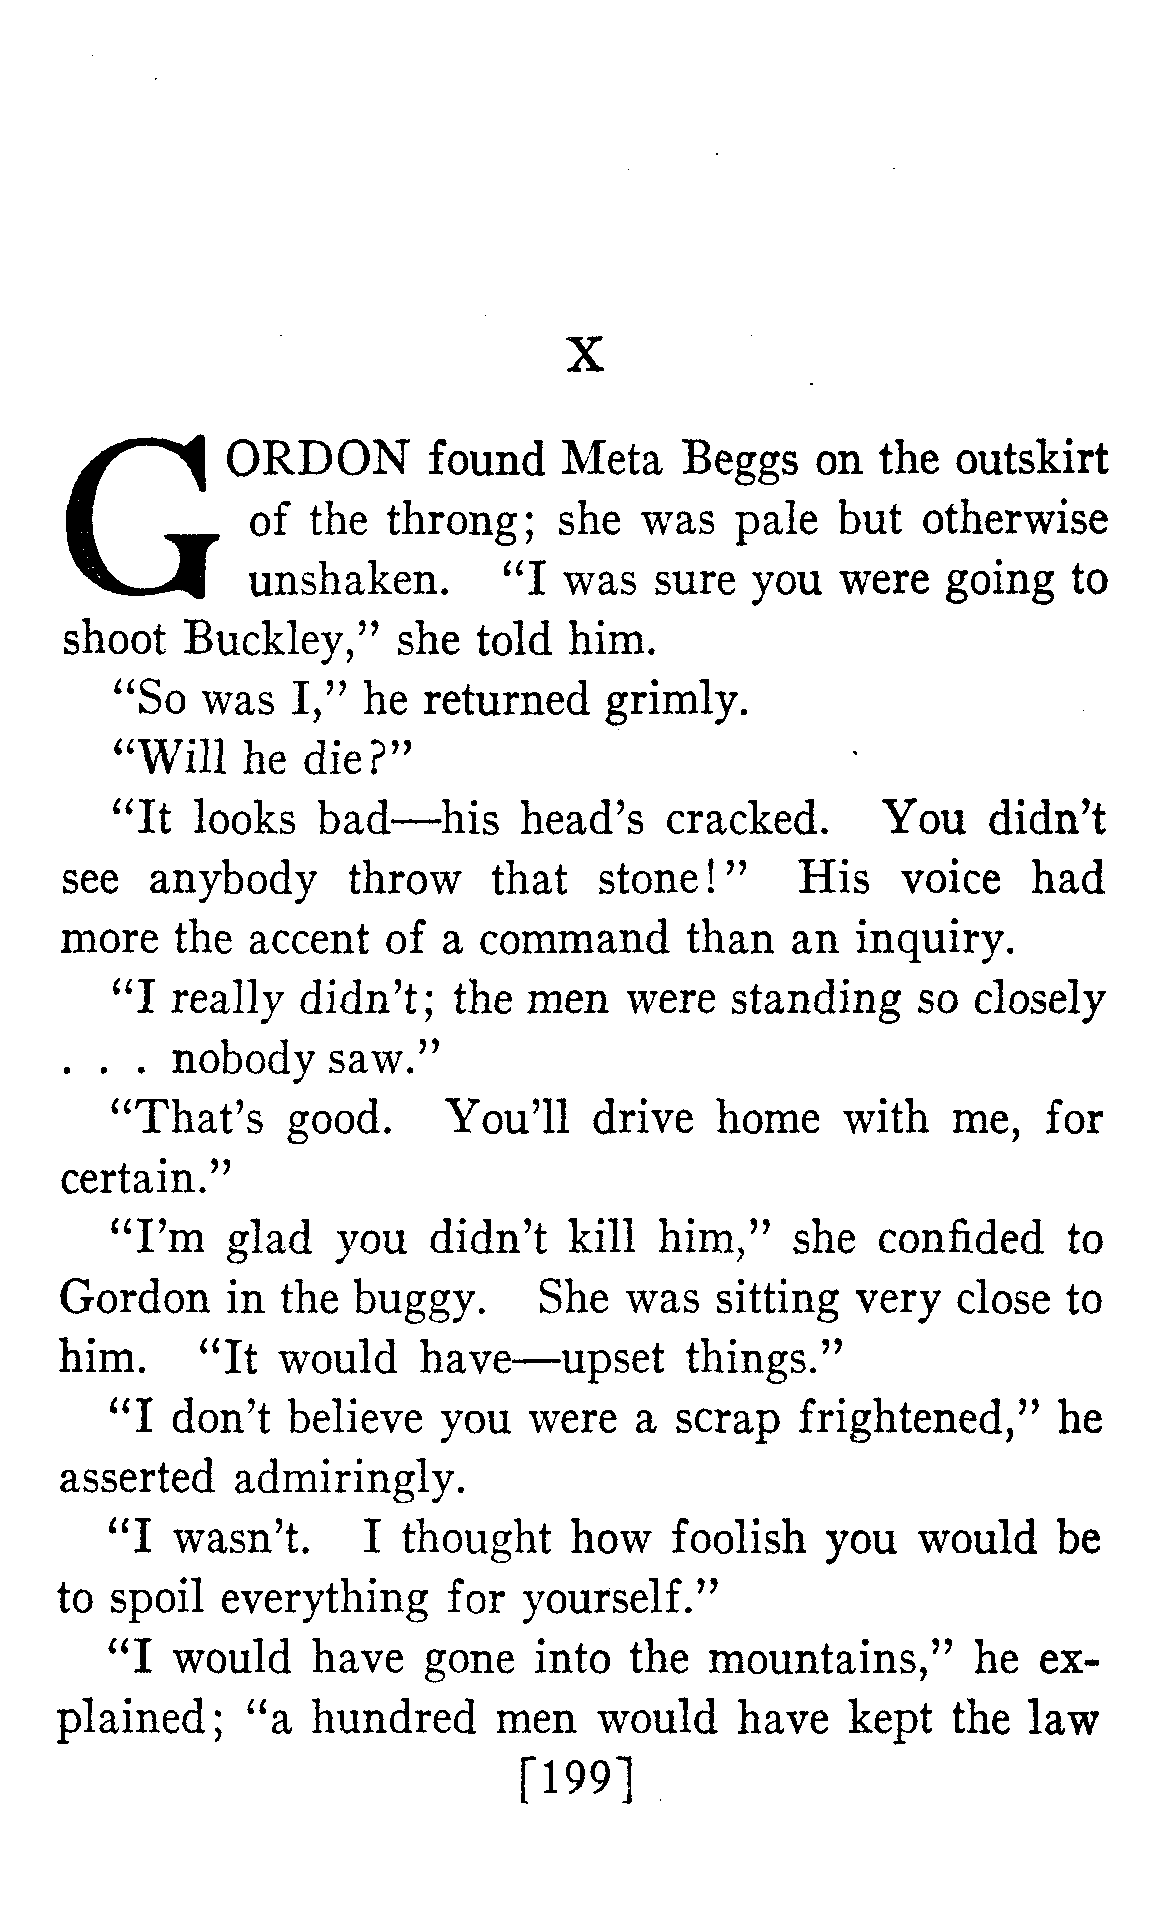 X
GORDON found Meta Beggs on the outskirt
of the throng; she was pale but otherwise
unshaken. "I was sure you were going to
shoot Buckley," she told him.
"So was I," he returned grimly.
"Will he die?"
"It looks bad—his head's cracked. You didn't
see anybody throw that stone!" His voice had
more the accent of a command than an inquiry.
"I really didn't; the men were standing so closely
. . . nobody saw."
"That's good. You'll drive home with me, for
certain."
"I'm glad you didn't kill him," she confided to
Gordon in the buggy. She was sitting very close to
him. "It would have—upset things."
"I don't believe you were a scrap frightened," he
asserted admiringly.
"I wasn't. I thought how foolish you would be
to spoil everything for yourself."
"I would have gone into the mountains," he ex-
plained; "a hundred men would have kept the law
[199]